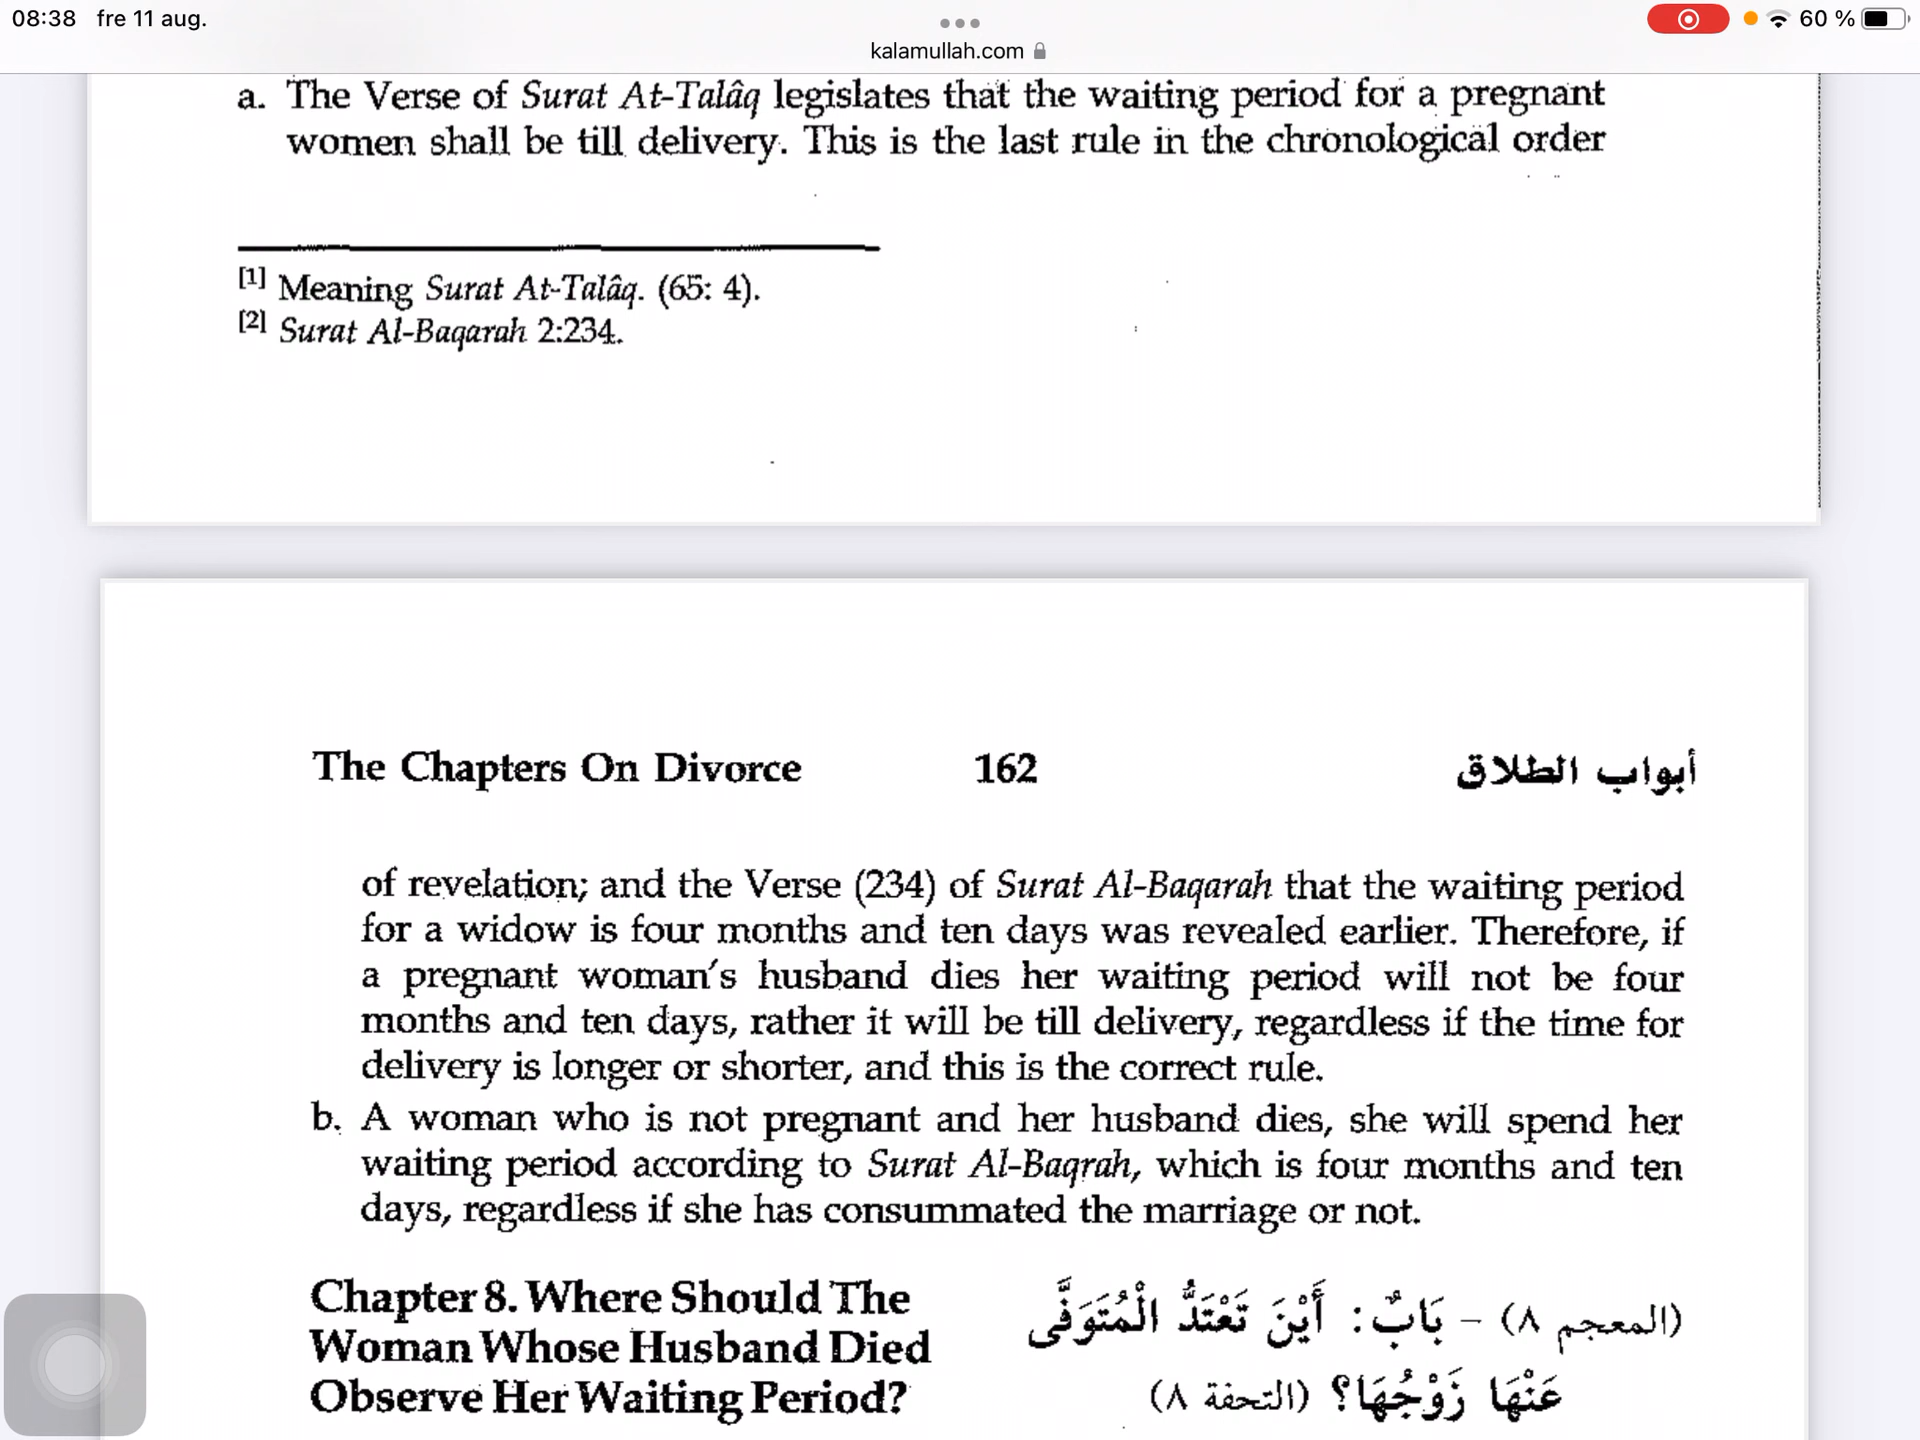 08:38 fre 11 aug.
60 %
kalamullah.com
a. The Verse of Surat At-Talâq legislates that the waiting period for a pregnant
women shall be till delivery. This is the last rule in the chronological order
[1] Meaning Surat At-Talâq. (65: 4).
[2] Surat Al-Baqarah 2:234.
The Chapters On Divorce 162 أبواب الطلاق
of revelation; and the Verse (234) of Surat Al-Baqarah that the waiting period
for a widow is four months and ten days was revealed earlier. Therefore, if
a pregnant woman's husband dies her waiting period will not be four
months and ten days, rather it will be till delivery, regardless if the time for
delivery is longer or shorter, and this is the correct rule.
b. A woman who is not pregnant and her husband dies, she will spend her
waiting period according to Surat Al-Baqrah, which is four months and ten
days, regardless if she has consummated the marriage or not.
Chapter 8. Where Should The
Woman Whose Husband Died
Observe Her Waiting Period?
(المعجم ٨) - بَابٌ: أَيْنَ تَعْتَدُّ الْمُتَوَفَّى
عَنْهَا زَوْجُهَا؟ (التحفة ٨)